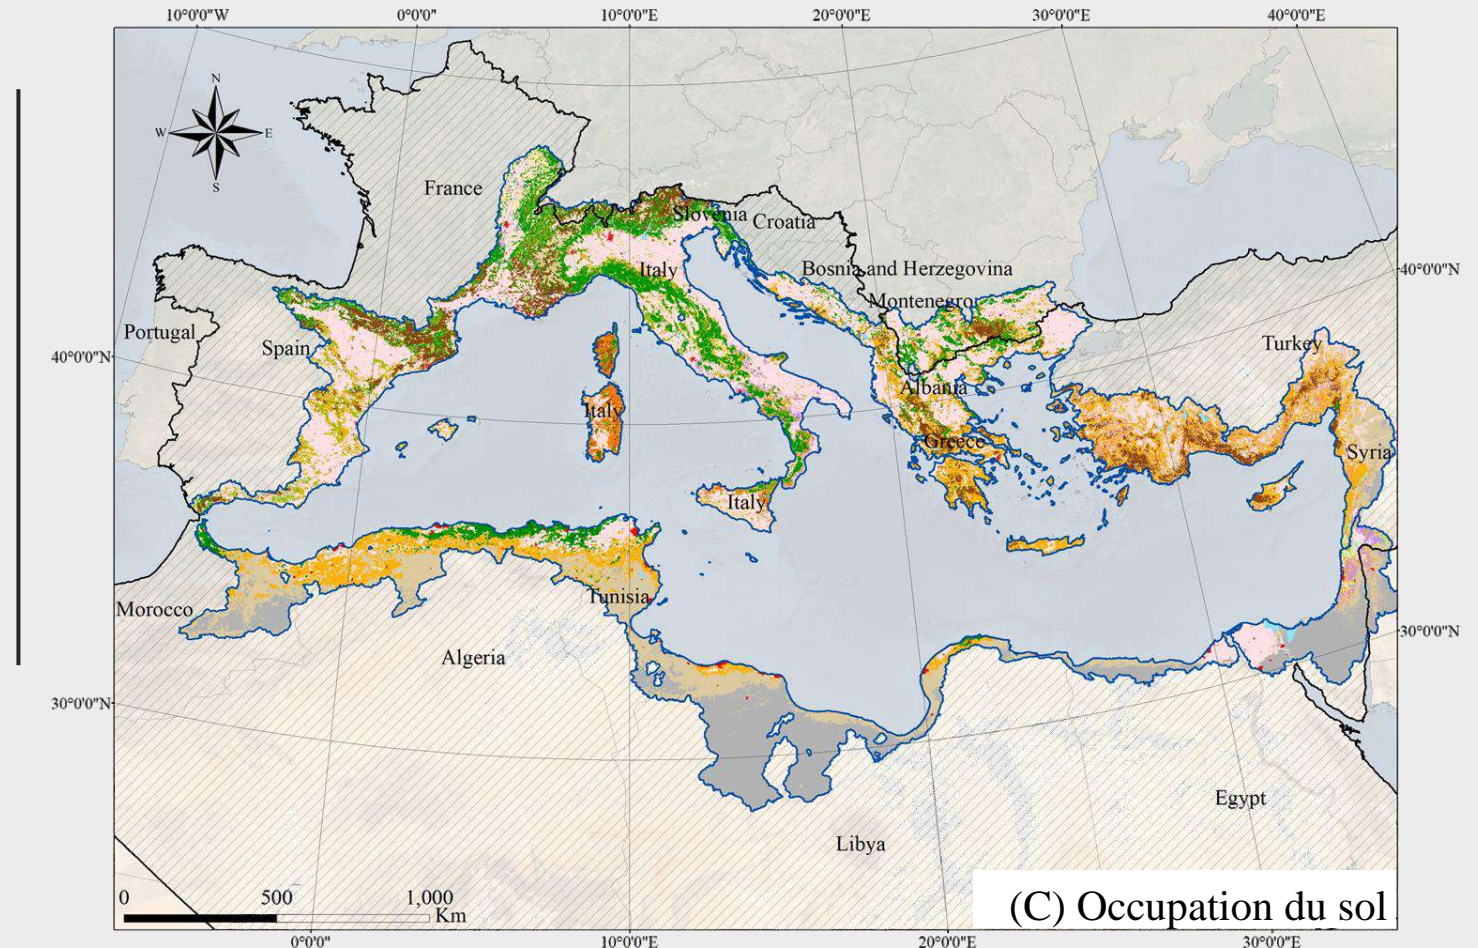 10°0'0"W 0°0'0" 10°0'0"E 20°0'0"E 30°0'0"E 40°0'0"E
N
W E
S
France
Slovenia
Croatia
Italy
Bosnia and Herzegovina
40°0'0"N
Montenegro
Portugal
Spain
Turkey
40°0'0"N
Albania
Italy
Greece
Syria
Italy
Tunisia
Morocco
30°0'0"N
Algeria
30°0'0"N
Egypt
Libya
0 500 1,000
Km
(C) Occupation du sol
0°0'0" 10°0'0"E 20°0'0"E 30°0'0"E